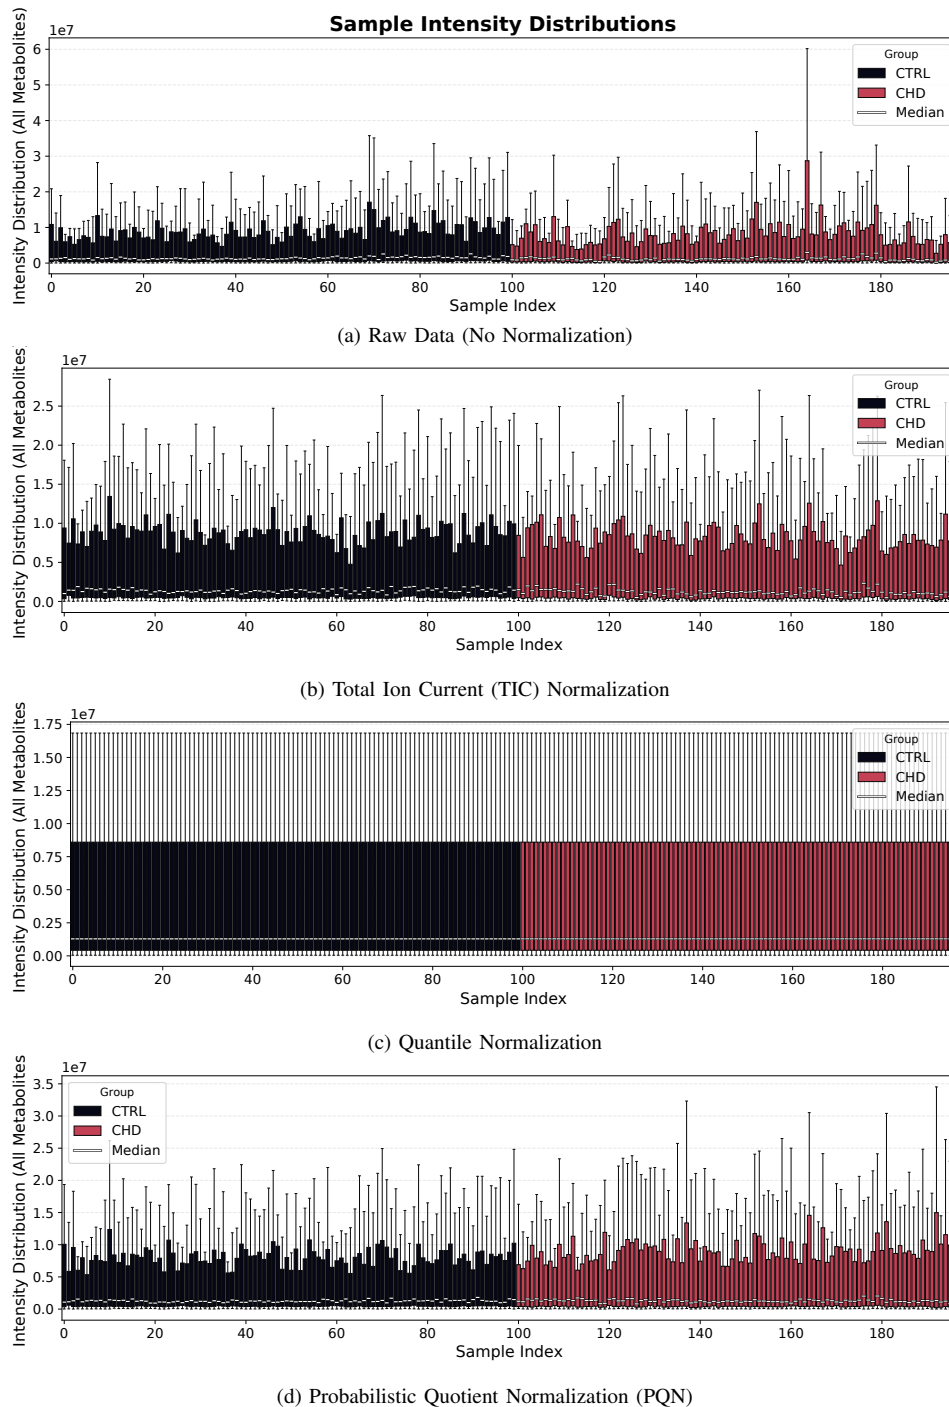 Sample Intensity Distributions
1e7
Intensity Distribution (All Metabolites)
6
5
4
3
2
1
0
Group
CTRL
CHD
Median
0 20 40 60 80 100 120 140 160 180
Sample Index
(a) Raw Data (No Normalization)
1e7
Intensity Distribution (All Metabolites)
2.5
2.0
1.5
1.0
0.5
0.0
Group
CTRL
CHD
Median
0 20 40 60 80 100 120 140 160 180
Sample Index
(b) Total Ion Current (TIC) Normalization
1e7
Intensity Distribution (All Metabolites
1.75
1.50
1.25
1.00
0.75
0.50
0.25
0.00
Group
CTRL
CHD
Median
0 20 40 60 80 100 120 140 160 180
Sample Index
(c) Quantile Normalization
1e7
Intensity Distribution (All Metabolites
3.5
3.0
2.5
2.0
1.5
1.0
0.5
0.0
Group
CTRL
CHD
Median
0 20 40 60 80 100 120 140 160 180
Sample Index
(d) Probabilistic Quotient Normalization (PQN)